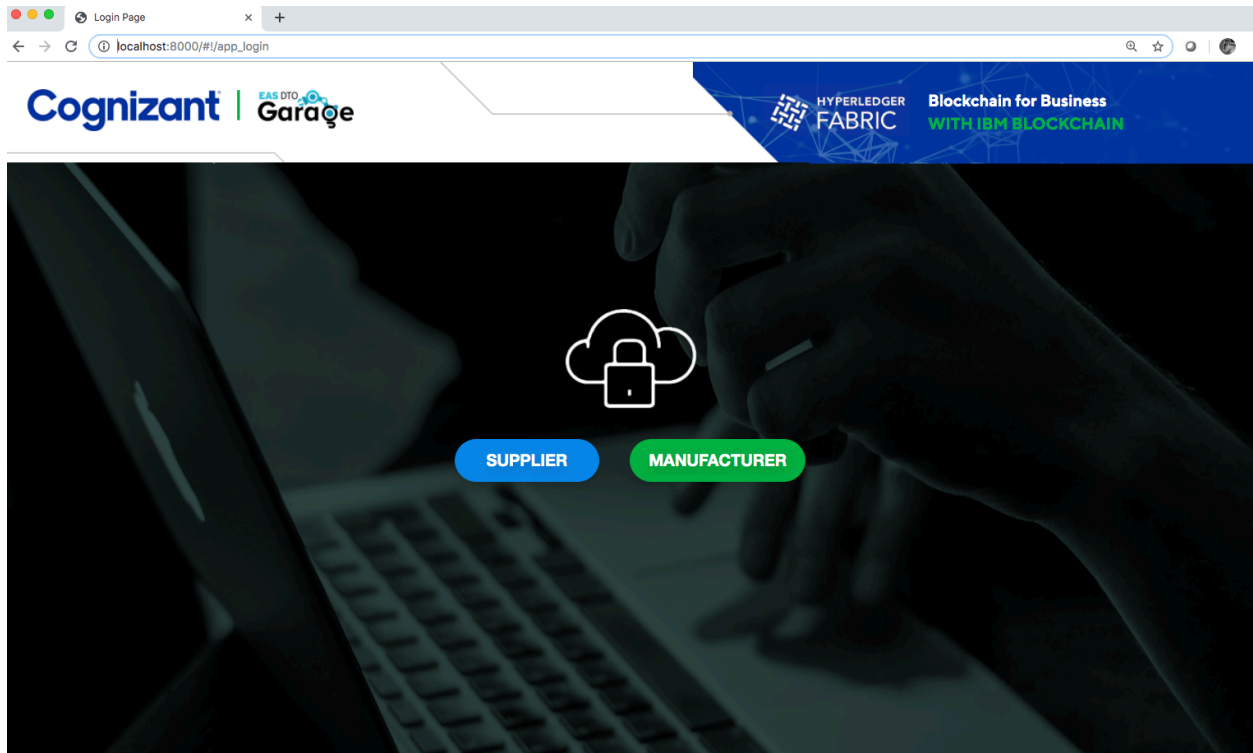 Login Page
localhost:8000/#!/app_login
Cognizant
EAS DTO
Garage
HYPERLEDGER
FABRIC
Blockchain for Business
WITH IBM BLOCKCHAIN
SUPPLIER
MANUFACTURER